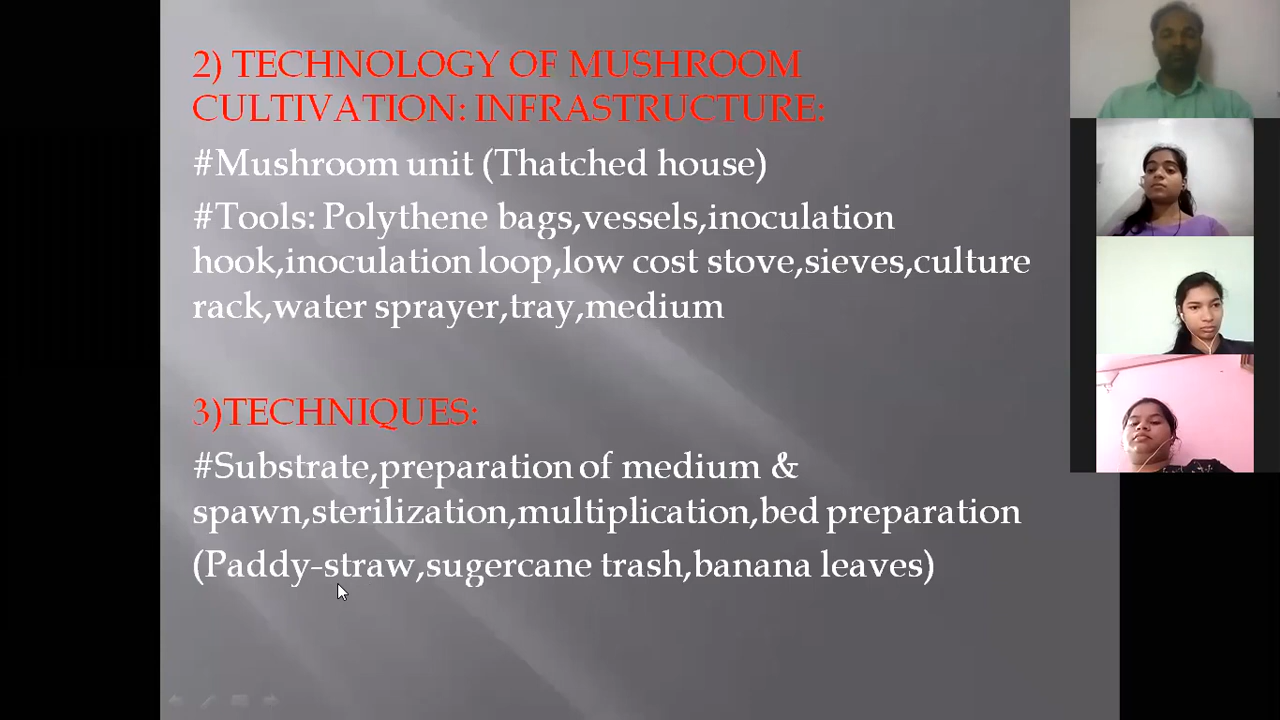 2) TECHNOLOGY OF MUSHROOM
CULTIVATION: INFRASTRUCTURE:
#Mushroom unit (Thatched house)
#Tools: Polythene bags,vessels,inoculation
hook,inoculation loop,low cost stove,sieves,culture
rack,water sprayer,tray,medium
3)TECHNIQUES:
#Substrate,preparation of medium &
spawn,sterilization,multiplication,bed preparation
(Paddy-straw,sugercane trash,banana leaves)